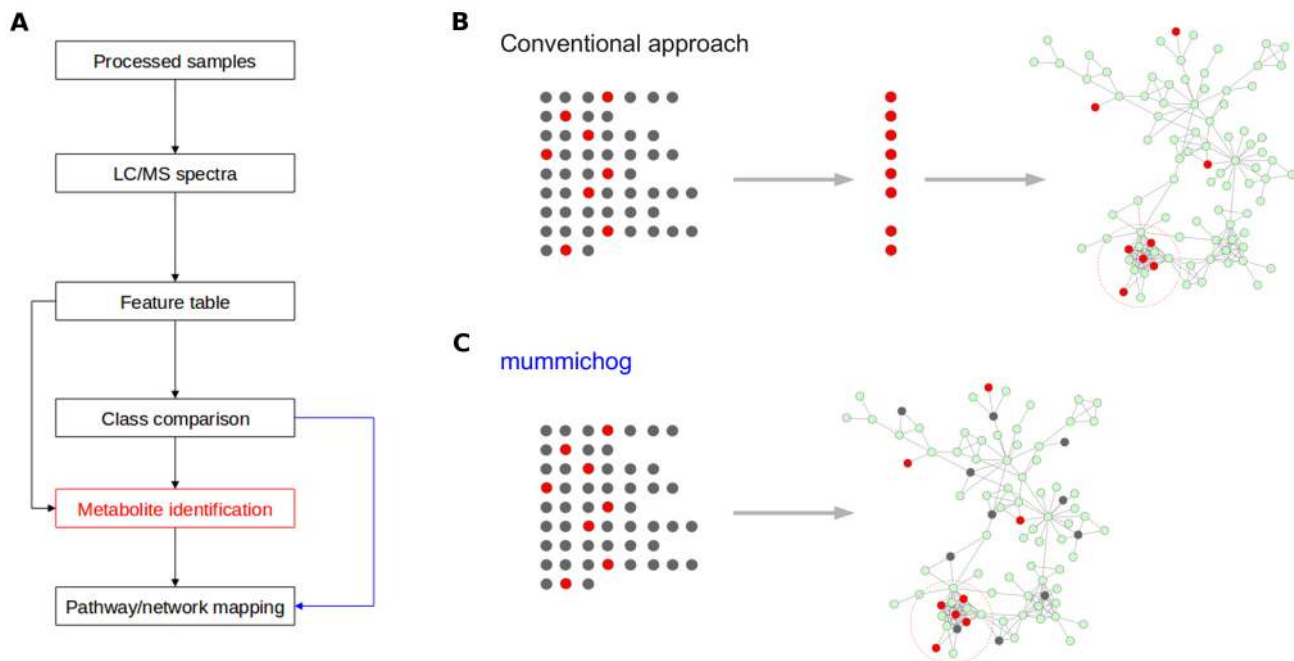 A
Processed samples
LC/MS spectra
Feature table
Class comparison
Metabolite identification
Pathway/network mapping
B
Conventional approach
C
mummichog